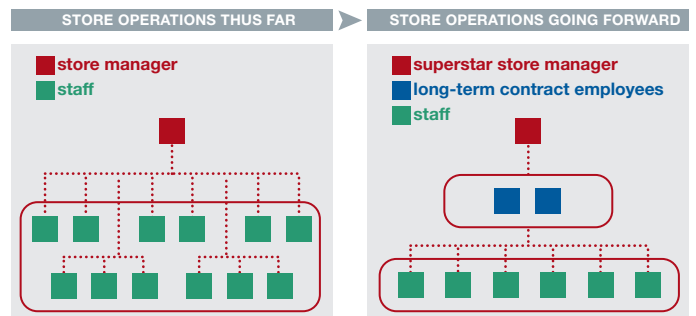 STORE OPERATIONS THUS FAR
STORE OPERATIONS GOING FORWARD
store manager
staff
superstar store manager
long-term contract employees
staff